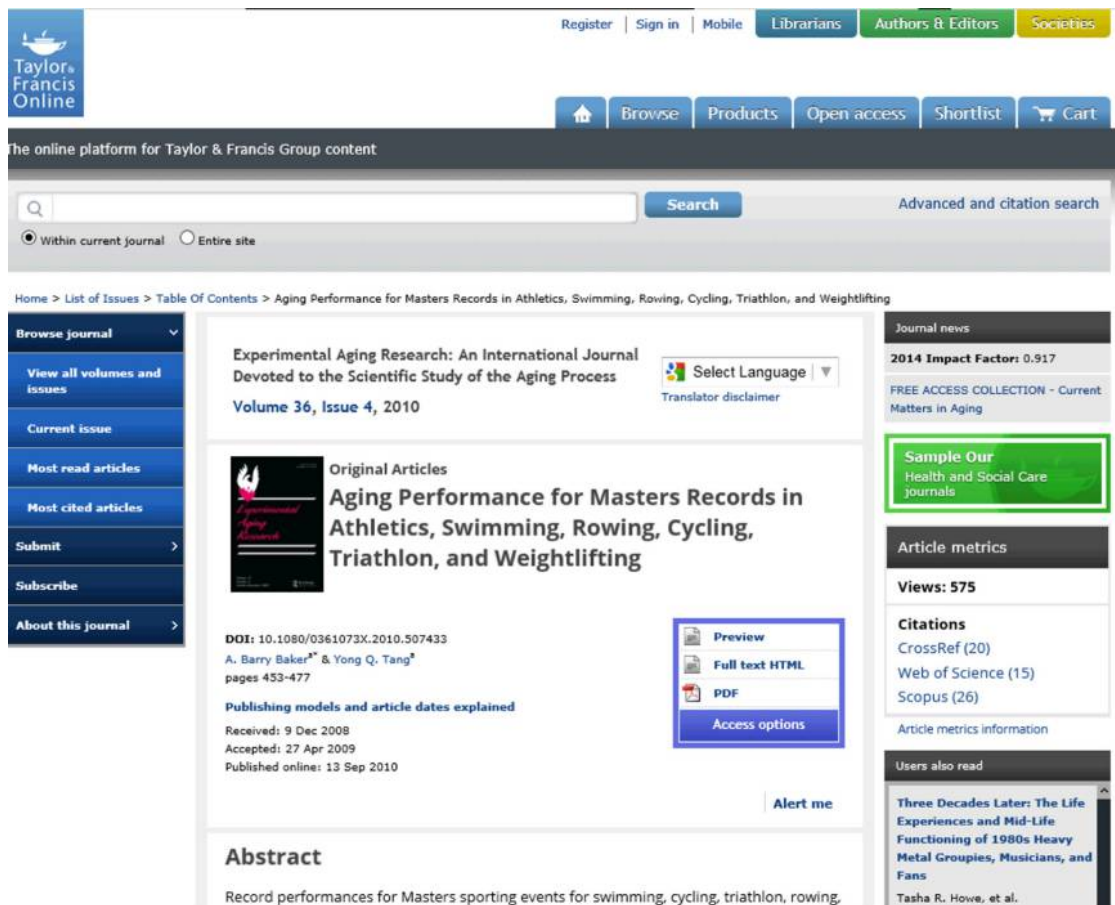 Register | Sign in | Mobile Librarians Authors & Editors Societies
Taylor &
Francis
Online
Browse Products Open access Shortlist Cart
The online platform for Taylor & Francis Group content
Search Advanced and citation search
Within current journal Entire site
Home > List of Issues > Table Of Contents > Aging Performance for Masters Records in Athletics, Swimming, Rowing, Cycling, Triathlon, and Weightlifting
Browse journal
View all volumes and
issues
Current issue
Most read articles
Most cited articles
Submit
Subscribe
About this journal
Experimental Aging Research: An International Journal
Devoted to the Scientific Study of the Aging Process
Volume 36, Issue 4, 2010
Select Language
Translator disclaimer
Experimental
Aging
Research
Original Articles
Aging Performance for Masters Records in
Athletics, Swimming, Rowing, Cycling,
Triathlon, and Weightlifting
DOI: 10.1080/0361073X.2010.507433
A. Barry Baker a* & Yong Q. Tang a
pages 453-477
Publishing models and article dates explained
Received: 9 Dec 2008
Accepted: 27 Apr 2009
Published online: 13 Sep 2010
Preview
Full text HTML
PDF
Access options
Alert me
Abstract
Record performances for Masters sporting events for swimming, cycling, triathlon, rowing,
Journal news
2014 Impact Factor: 0.917
FREE ACCESS COLLECTION - Current
Matters in Aging
Sample Our
Health and Social Care
journals
Article metrics
Views: 575
Citations
CrossRef (20)
Web of Science (15)
Scopus (26)
Article metrics information
Users also read
Three Decades Later: The Life
Experiences and Mid-Life
Functioning of 1980s Heavy
Metal Groupies, Musicians, and
Fans
Tasha R. Howe, et al.